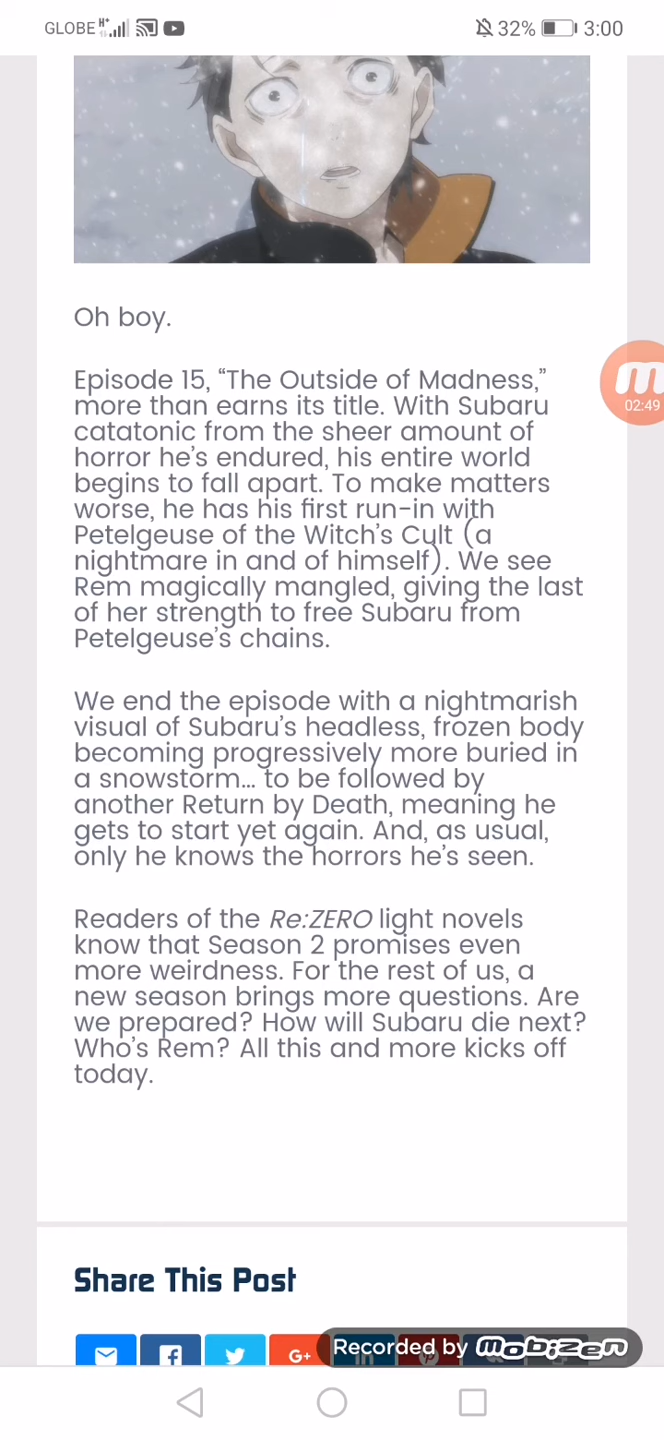 GLOBE H+ 32% 3:00
Oh boy.
02:49
Episode 15, “The Outside of Madness,”
more than earns its title. With Subaru
catatonic from the sheer amount of
horror he’s endured, his entire world
begins to fall apart. To make matters
worse, he has his first run-in with
Petelgeuse of the Witch’s Cult (a
nightmare in and of himself). We see
Rem magically mangled, giving the last
of her strength to free Subaru from
Petelgeuse’s chains.
We end the episode with a nightmarish
visual of Subaru’s headless, frozen body
becoming progressively more buried in
a snowstorm... to be followed by
another Return by Death, meaning he
gets to start yet again. And, as usual,
only he knows the horrors he’s seen.
Readers of the Re:ZERO light novels
know that Season 2 promises even
more weirdness. For the rest of us, a
new season brings more questions. Are
we prepared? How will Subaru die next?
Who’s Rem? All this and more kicks off
today.
Share This Post
G+
Recorded by mobizen